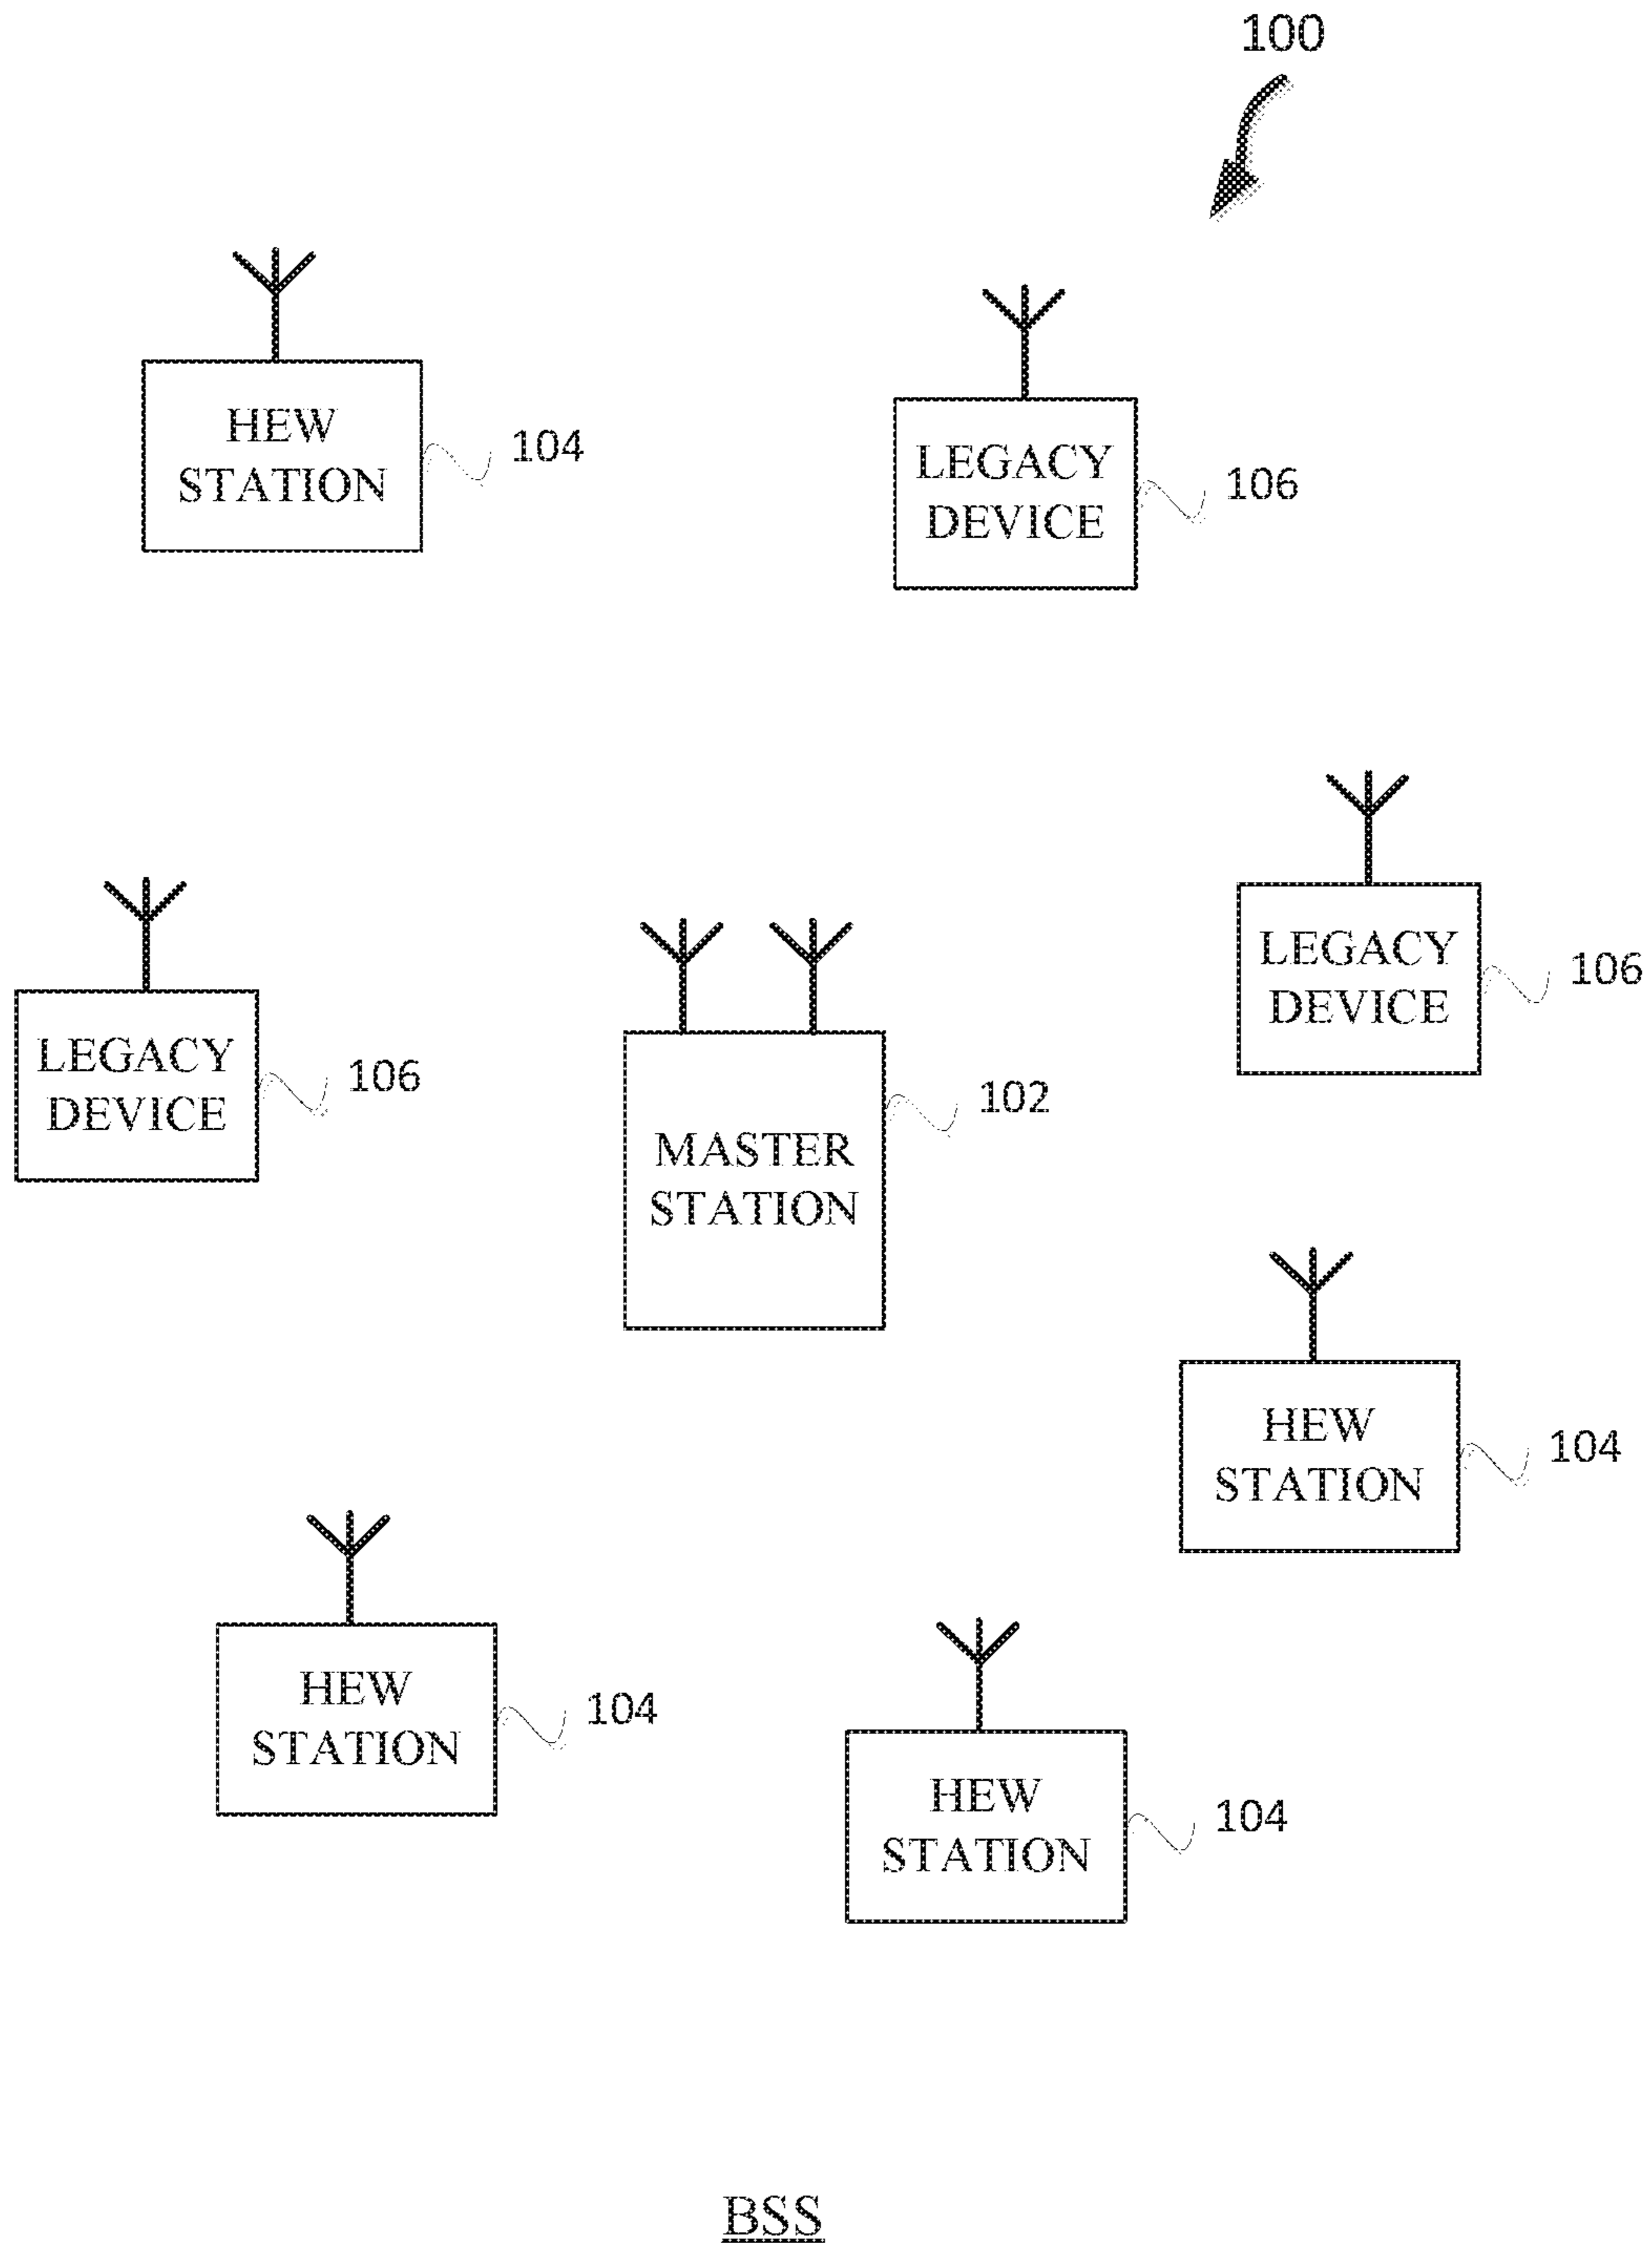 100
HEW
STATION
104
LEGACY
DEVICE
106
LEGACY
DEVICE
106
LEGACY
DEVICE
106
MASTER
STATION
102
HEW
STATION
104
HEW
STATION
104
HEW
STATION
104
BSS